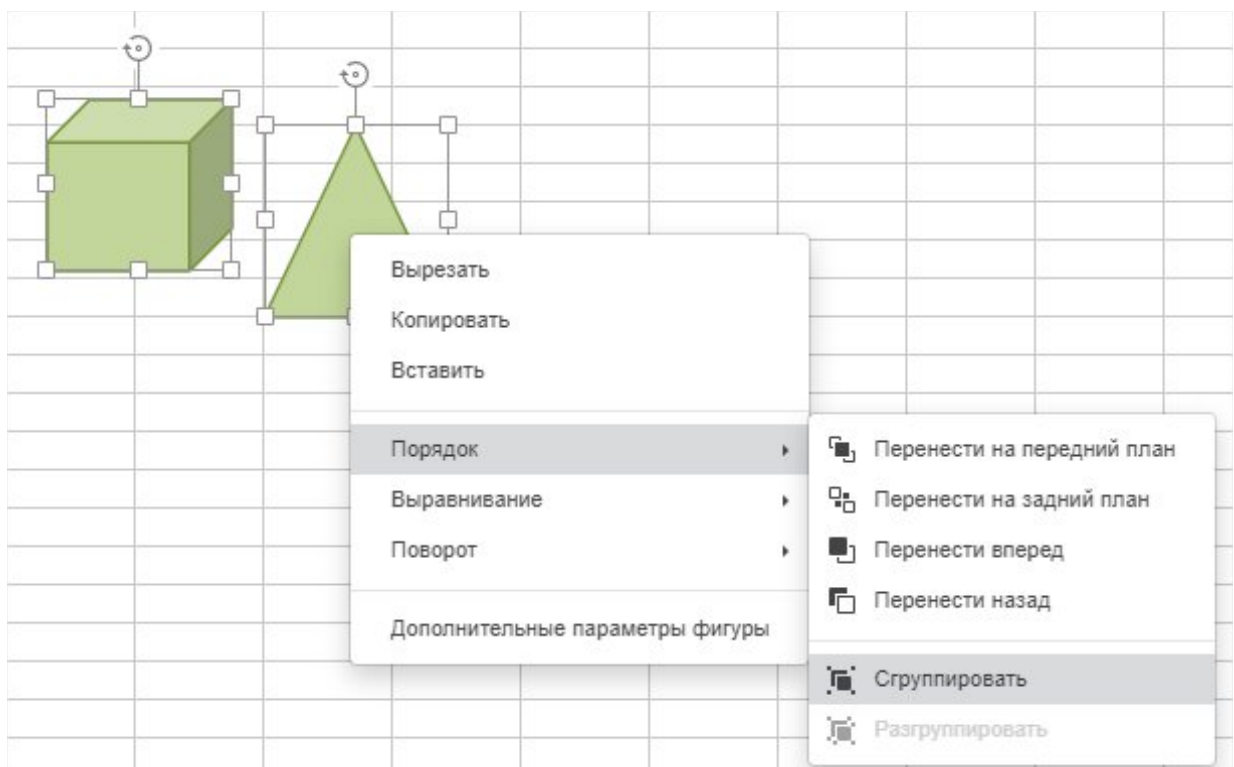 Вырезать
Копировать
Вставить
Порядок
Выравнивание
Поворот
Дополнительные параметры фигуры
Перенести на передний план
Перенести на задний план
Перенести вперед
Перенести назад
Сгруппировать
Разгруппировать